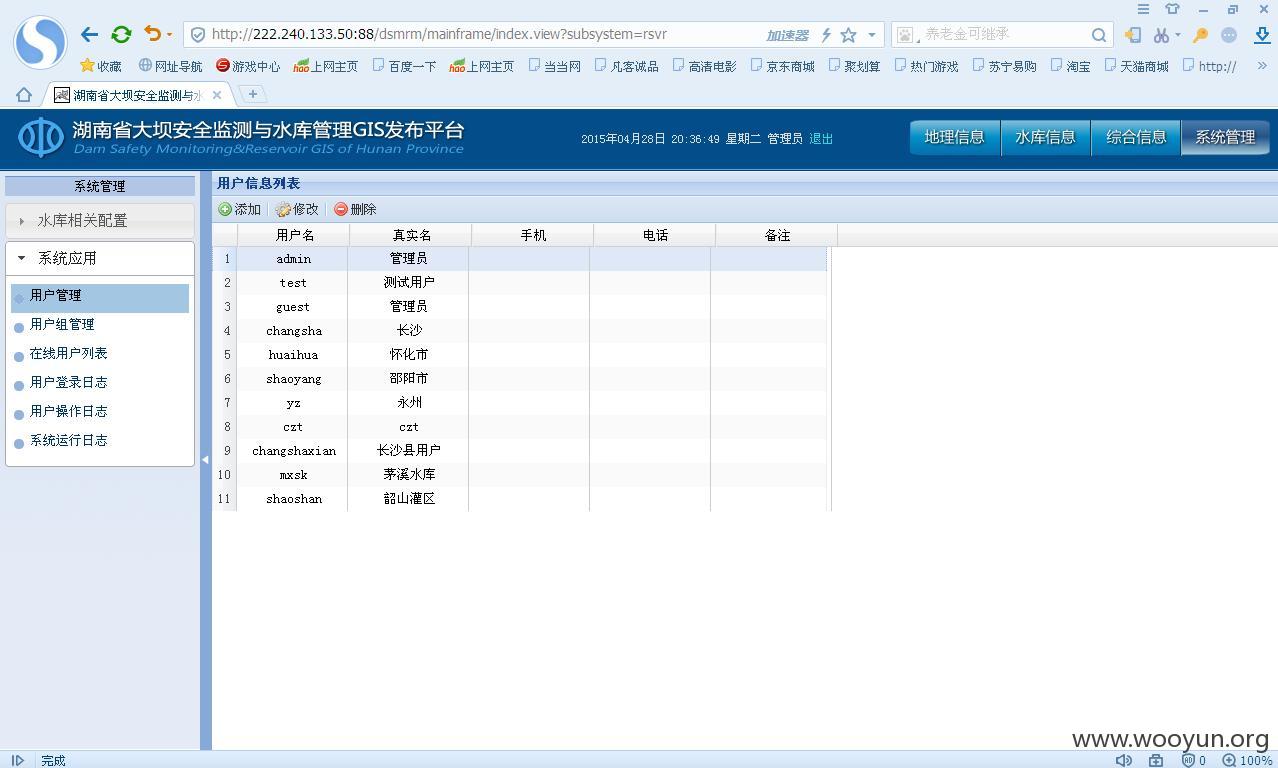 http://222.240.133.50:88/dsmrm/mainframe/index.view?subsystem=rsvr 加速器 养老金可继承
收藏 网址导航 游戏中心 hao上网主页 百度一下 hao上网主页 当当网 凡客诚品 高清电影 京东商城 聚划算 热门游戏 苏宁易购 淘宝 天猫商城 http://
湖南省大坝安全监测与水
湖南省大坝安全监测与水库管理GIS发布平台
Dam Safety Monitoring&Reservoir GIS of Hunan Province
2015年04月28日 20:36:49 星期二 管理员 退出
地理信息 水库信息 综合信息 系统管理
系统管理
水库相关配置
系统应用
用户管理
用户组管理
在线用户列表
用户登录日志
用户操作日志
系统运行日志
用户信息列表
添加 修改 删除
用户名 真实名 手机 电话 备注
1 admin 管理员
2 test 测试用户
3 guest 管理员
4 changsha 长沙
5 huaihua 怀化市
6 shaoyang 邵阳市
7 yz 永州
8 czt czt
9 changshaxian 长沙县用户
10 mxsk 茅溪水库
11 shaoshan 韶山灌区
www.wooyun.org
完成 0 100%